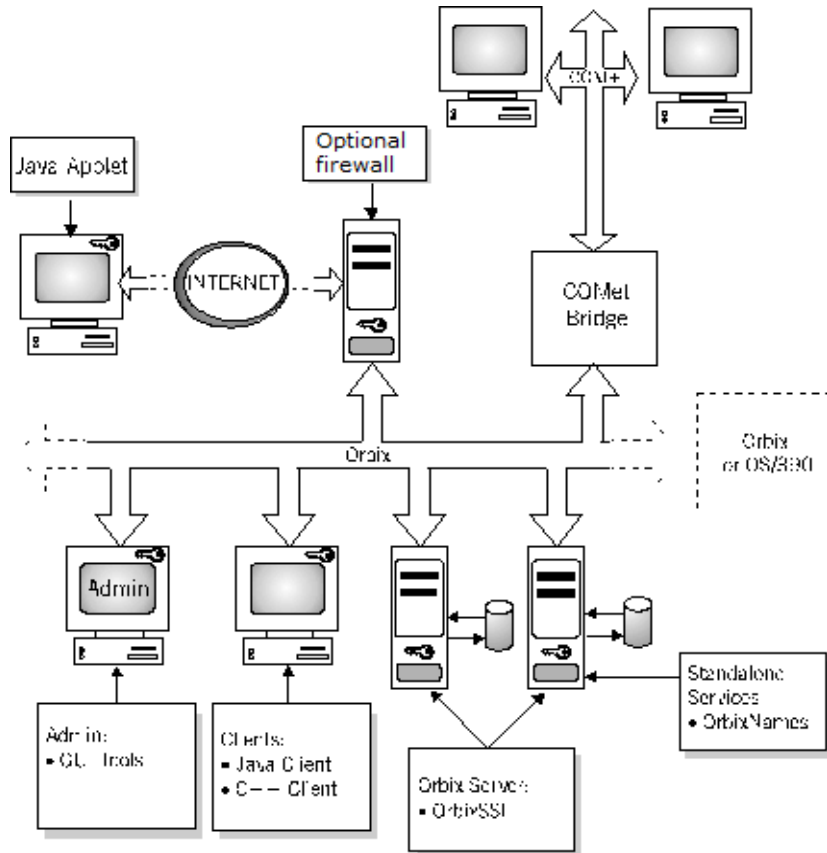 COM+
Optional
firewall
Java Applet
INTERNET
COMet
Bridge
Orbix
Orbix
or OS/390
Admin
Admin:
• GUI Tools
Clients:
• Java Client
• C++ Client
Orbix Server:
• OrbixSSL
Standalone
Services
• OrbixNames